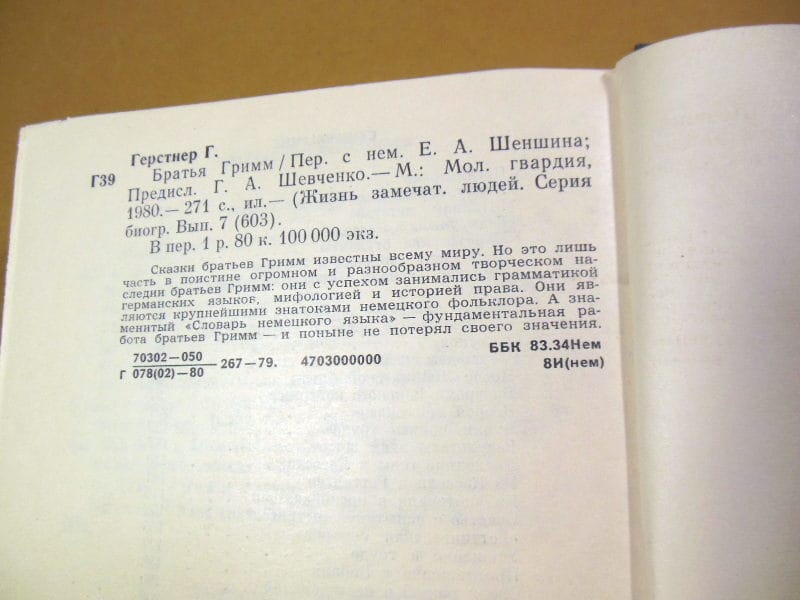 Герстнер Г.
Г39 Братья Гримм / Пер. с нем. Е. А. Шеншина;
Предисл. Г. А. Шевченко.— М.: Мол. гвардия,
1980.— 271 с., ил.— (Жизнь замечат. людей. Серия
биогр. Вып. 7 (603).
В пер. 1 р. 80 к. 100 000 экз.
Сказки братьев Гримм известны всему миру. Но это лишь
часть в поистине огромном и разнообразном творческом на-
следии братьев Гримм: они с успехом занимались грамматикой
германских языков, мифологией и историей права. Они яв-
ляются крупнейшими знатоками немецкого фольклора. А зна-
менитый «Словарь немецкого языка» — фундаментальная ра-
бота братьев Гримм — и поныне не потерял своего значения.
70302—050
Г 078(02)—80 267—79. 4703000000
ББК 83.34Нем
8И(нем)